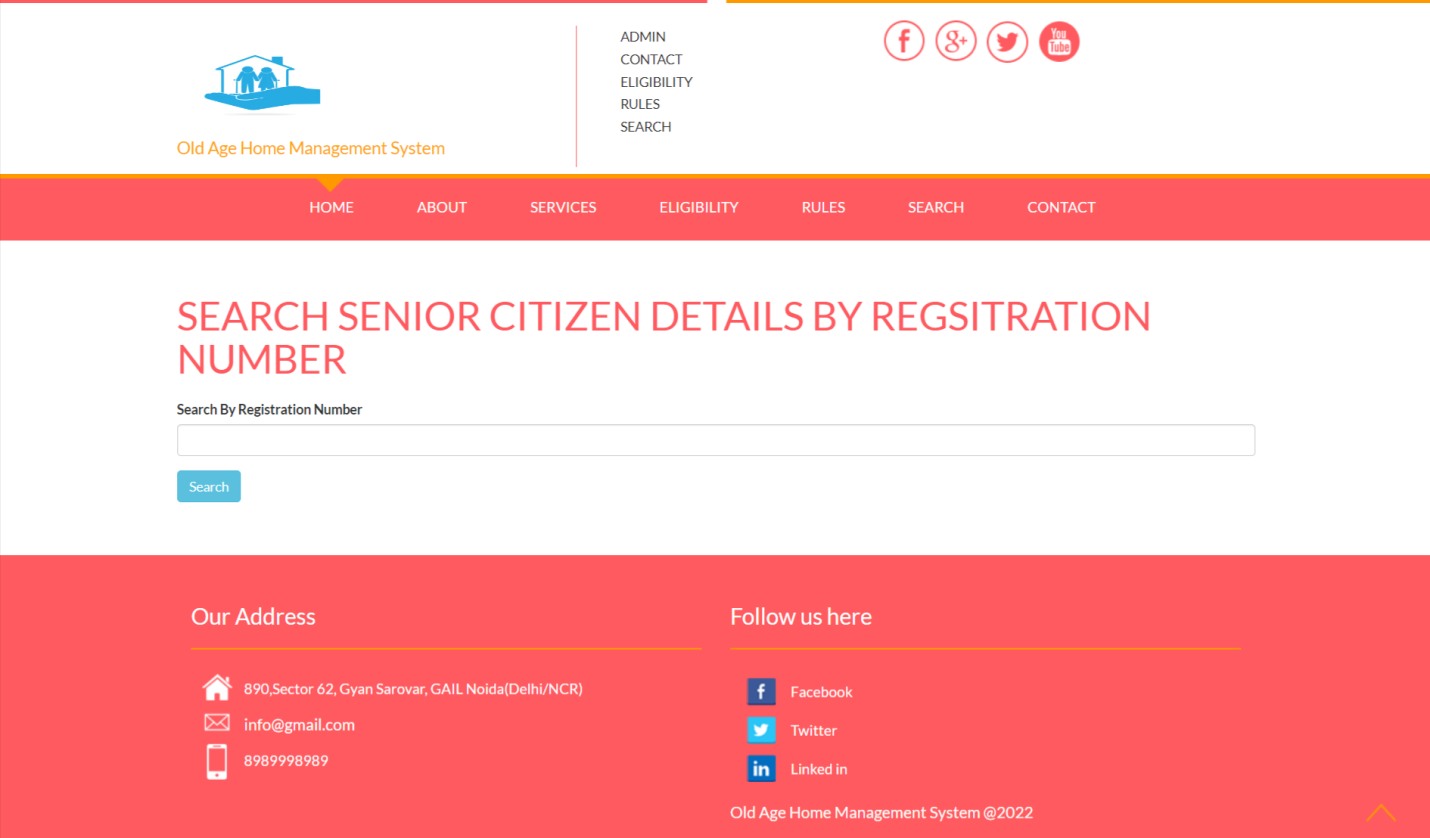 Old Age Home Management System
ADMIN
CONTACT
ELIGIBILITY
RULES
SEARCH
f
g+
You
Tube
HOME ABOUT SERVICES ELIGIBILITY RULES SEARCH CONTACT
SEARCH SENIOR CITIZEN DETAILS BY REGSITRATION
NUMBER
Search By Registration Number
Search
Our Address
890,Sector 62, Gyan Sarovar, GAIL Noida(Delhi/NCR)
info@gmail.com
8989998989
Follow us here
f Facebook
Twitter
in Linked in
Old Age Home Management System @2022